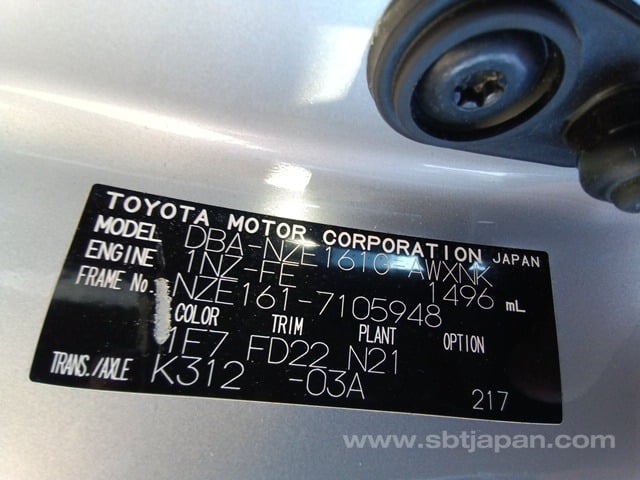 TOYOTA MOTOR CORPORATION JAPAN
MODEL DBA-NZE161G-AWXNK
ENGINE 1NZ-FE 1496 mL
FRAME No. NZE161-7105948
COLOR TRIM PLANT OPTION
1F7 FD22 N21
TRANS./AXLE K312 -03A 217
www.sbtjapan.com